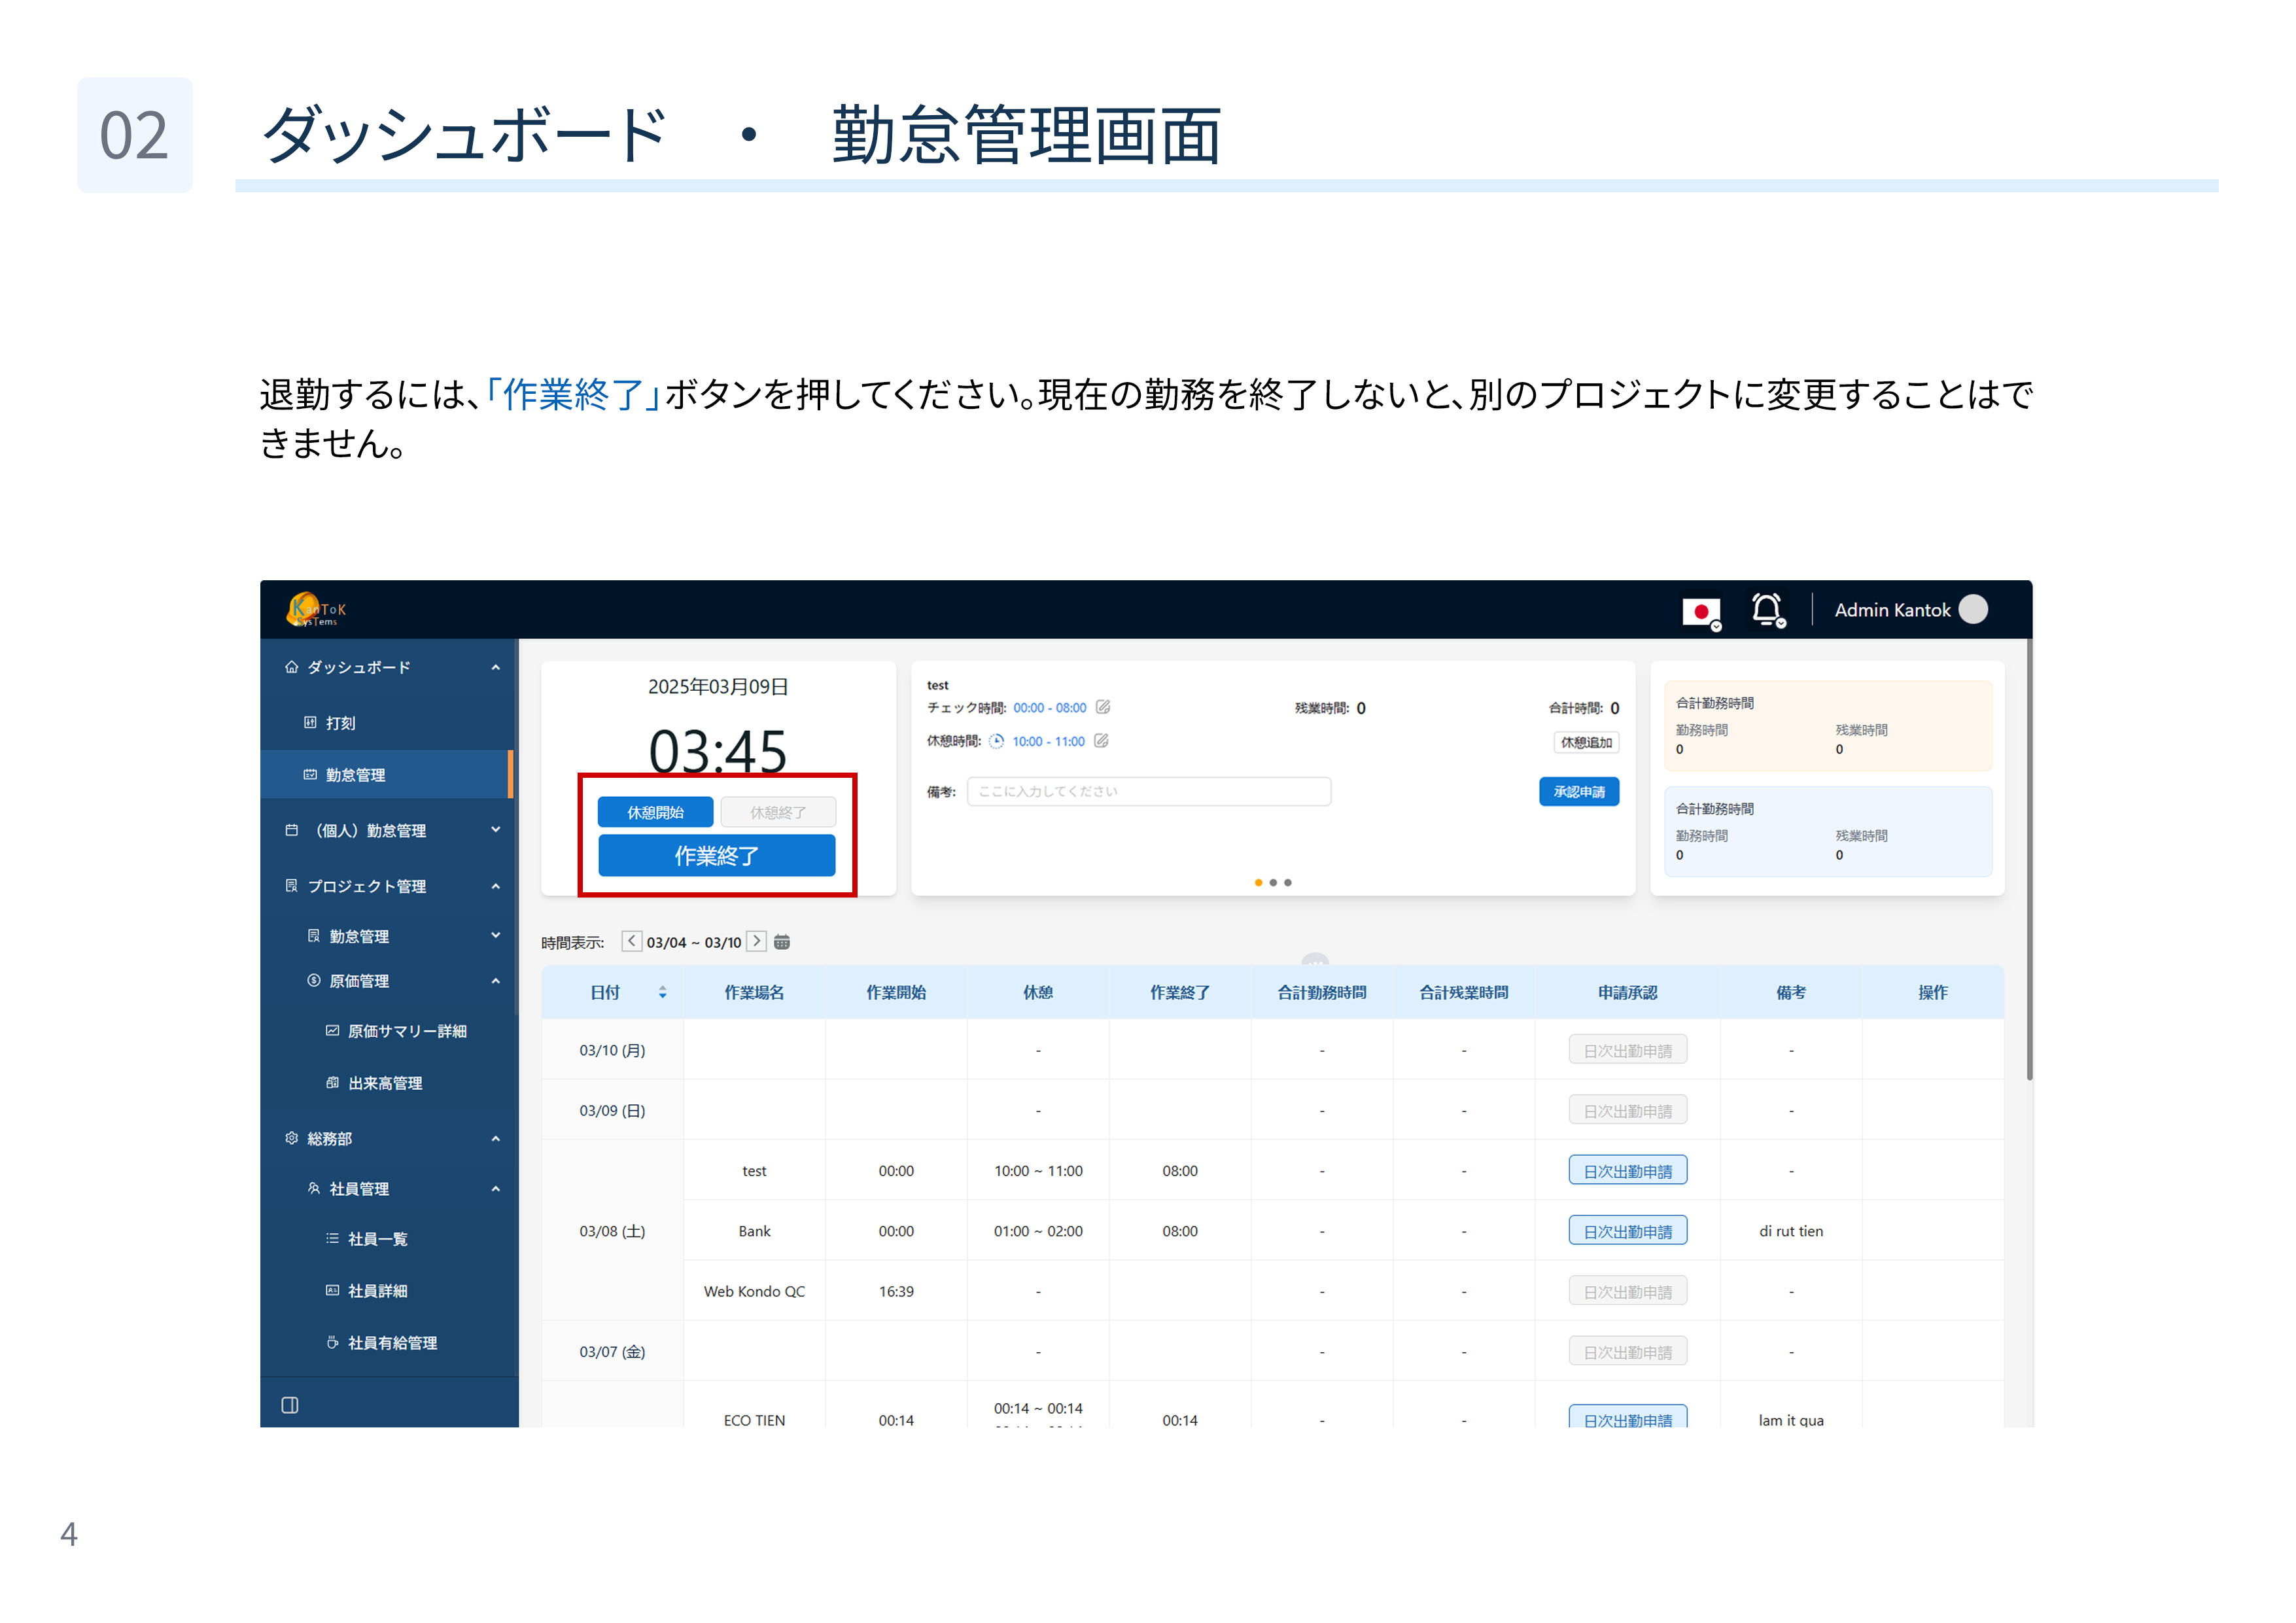 02
ダッシュボード ・ 勤怠管理画面
退勤するには、「作業終了」ボタンを押してください。現在の勤務を終了しないと、別のプロジェクトに変更することはで
きません。
KanToK
SysTems
Admin Kantok
ダッシュボード
打刻
勤怠管理
（個人）勤怠管理
プロジェクト管理
勤怠管理
原価管理
原価サマリー詳細
出来高管理
総務部
社員管理
社員一覧
社員詳細
社員有給管理
2025年03月09日
03:45
休憩開始 休憩終了
作業終了
test
チェック時間: 00:00 - 08:00 残業時間: 0 合計時間: 0
休憩時間: 10:00 - 11:00 休憩追加
備考: ここに入力してください 承認申請
合計勤務時間
勤務時間 残業時間
0 0
合計勤務時間
勤務時間 残業時間
0 0
時間表示: 03/04 ~ 03/10
日付 作業場名 作業開始 休憩 作業終了 合計勤務時間 合計残業時間 申請承認 備考 操作
03/10 (月) - - - 日次出勤申請 -
03/09 (日) - - - 日次出勤申請 -
test 00:00 10:00 ~ 11:00 08:00 - - 日次出勤申請 -
03/08 (土) Bank 00:00 01:00 ~ 02:00 08:00 - - 日次出勤申請 di rut tien
Web Kondo QC 16:39 - - - 日次出勤申請 -
03/07 (金) - - - 日次出勤申請 -
00:14 ~ 00:14
ECO TIEN 00:14 00:14 - - 日次出勤申請 lam it qua
4